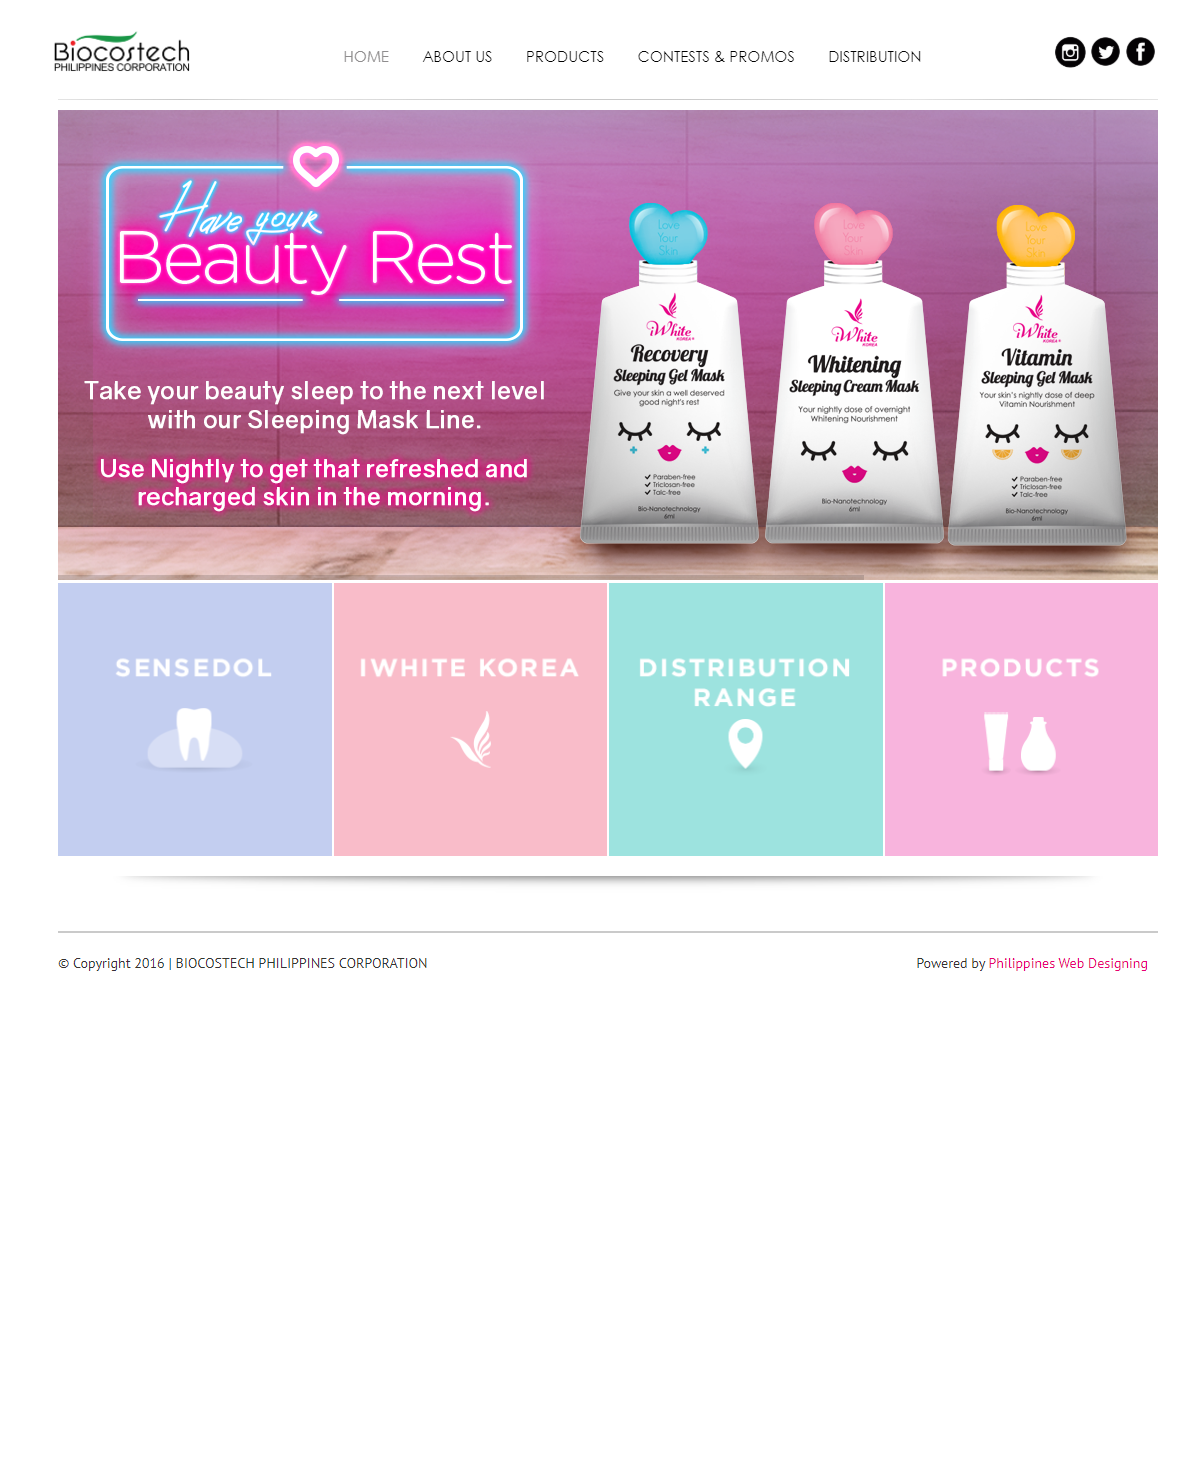 Biocostech
PHILIPPINES CORPORATION
HOME ABOUT US PRODUCTS CONTESTS & PROMOS DISTRIBUTION
Have your
Beauty Rest
Take your beauty sleep to the next level
with our Sleeping Mask Line.
Use Nightly to get that refreshed and
recharged skin in the morning.
Love
Your
Skin
iWhite
KOREA
Recovery
Sleeping Gel Mask
Give your skin a well deserved
good night's rest
Paraben-free
Triclosan-free
Talc-free
Bio-Nanotechnology
6ml
Love
Your
Skin
iWhite
KOREA
Whitening
Sleeping Cream Mask
Your nightly dose of overnight
Whitening Nourishment
Bio-Nanotechnology
6ml
Love
Your
Skin
iWhite
KOREA
Vitamin
Sleeping Gel Mask
Your skin's nightly dose of deep
Vitamin Nourishment
Paraben-free
Triclosan-free
Talc-free
Bio-Nanotechnology
6ml
SENSEDOL
IWHITE KOREA
DISTRIBUTION
RANGE
PRODUCTS
© Copyright 2016 | BIOCOSTECH PHILIPPINES CORPORATION
Powered by Philippines Web Designing